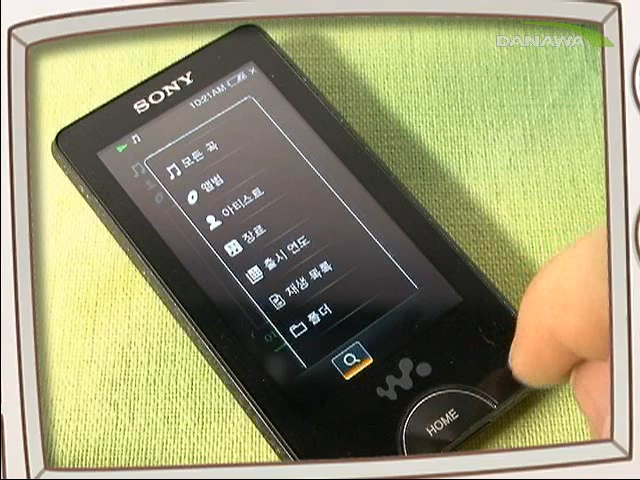 DANAWA
SONY
10:21AM
모든 곡
앨범
아티스트
장르
출시 연도
재생 목록
폴더
HOME